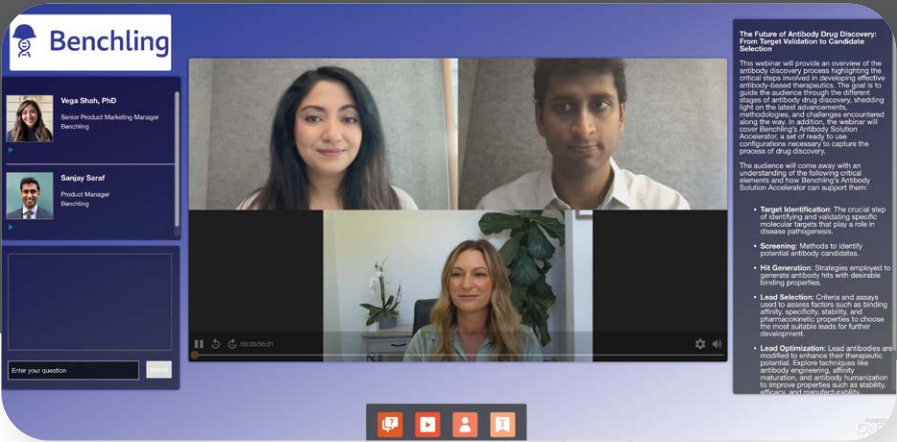 Benchling
Vega Shah, PhD
Senior Product Marketing Manager
Benchling
Sanjay Saraf
Product Manager
Benchling
Enter your question
The Future of Antibody Drug Discovery:
From Target Validation to Candidate
Selection
This webinar will provide an overview of the
antibody discovery process highlighting the
critical steps involved in developing effective
antibody-based therapeutics. The goal is to
guide the audience through the different
stages of antibody drug discovery, shedding
light on the latest advancements,
methodologies, and challenges encountered
along the way. In addition, the webinar will
cover Benchling's Antibody Solution
Accelerator, a set of ready to use
configurations necessary to capture the
process of drug discovery.
The audience will come away with an
understanding of the following critical
elements and how Benchling's Antibody
Solution Accelerator can support them:
• Target Identification: The crucial step
of identifying and validating specific
molecular targets that play a role in
disease pathogenesis.
• Screening: Methods to identify
potential antibody candidates.
• Hit Generation: Strategies employed to
generate antibody hits with desirable
binding properties.
• Lead Selection: Criteria and assays
used to assess factors such as binding
affinity, specificity, stability, and
pharmacokinetic properties to choose
the most suitable leads for further
development.
• Lead Optimization: Lead antibodies are
modified to enhance their therapeutic
potential. Explore techniques like
antibody engineering, affinity
maturation, and antibody humanization
to improve properties such as stability,
efficacy, and manufacturability.